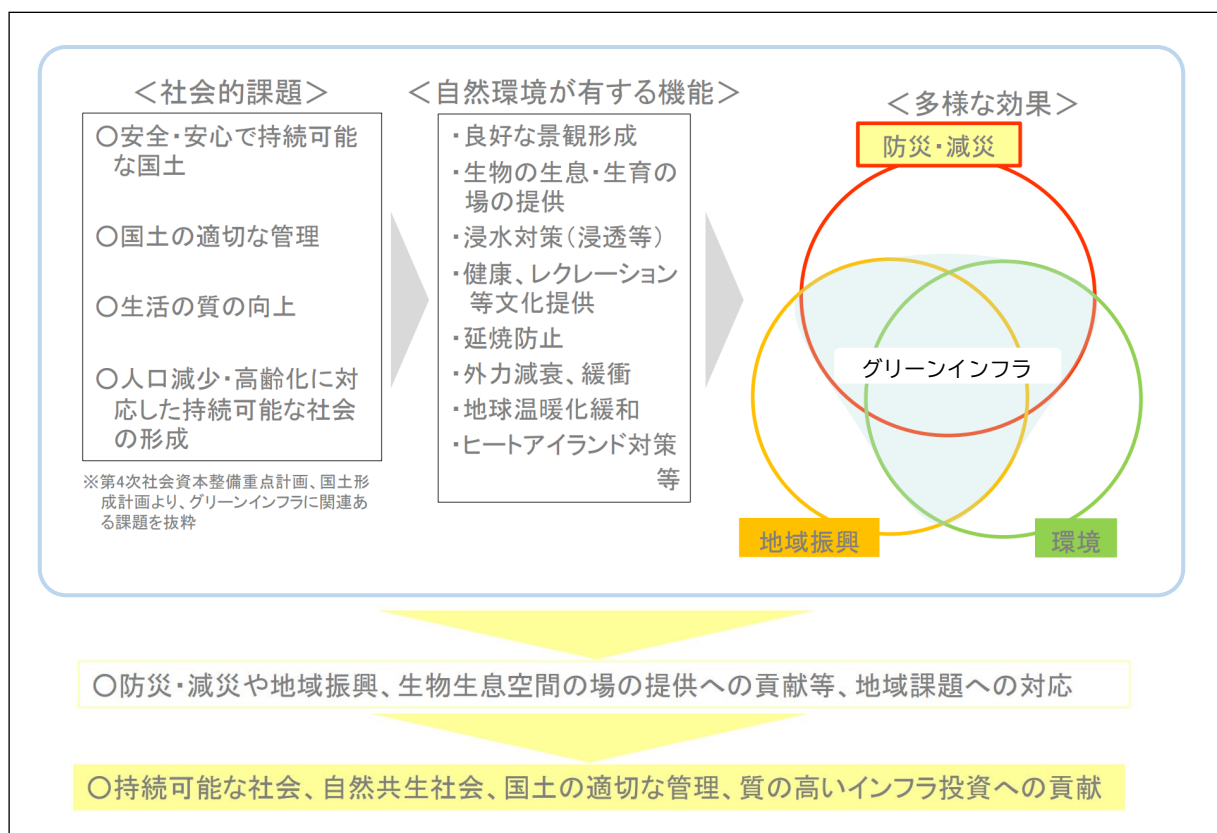 ＜社会的課題＞
〇安全・安心で持続可能
な国土
〇国土の適切な管理
〇生活の質の向上
〇人口減少・高齢化に対
応した持続可能な社会
の形成
※第4次社会資本整備重点計画、国土形
成計画より、グリーンインフラに関連あ
る課題を抜粋
＜自然環境が有する機能＞
・良好な景観形成
・生物の生息・生育の
場の提供
・浸水対策（浸透等）
・健康、レクレーション
等文化提供
・延焼防止
・外力減衰、緩衝
・地球温暖化緩和
・ヒートアイランド対策
等
＜多様な効果＞
防災・減災
グリーンインフラ
地域振興
環境
〇防災・減災や地域振興、生物生息空間の場の提供への貢献等、地域課題への対応
〇持続可能な社会、自然共生社会、国土の適切な管理、質の高いインフラ投資への貢献